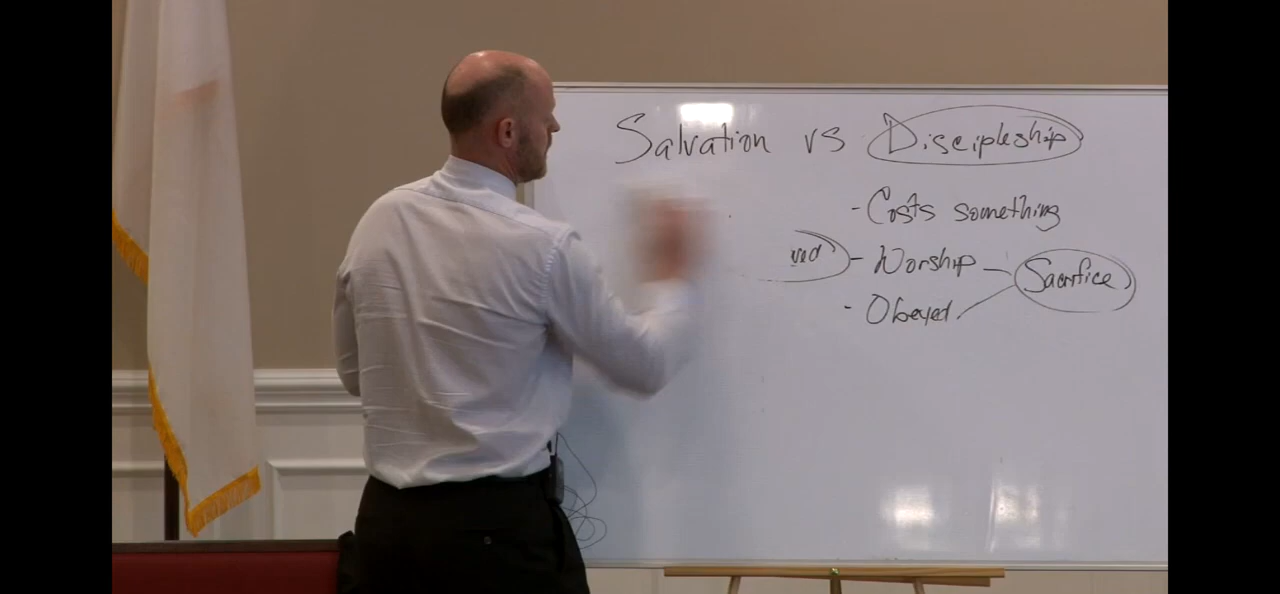 Salvation vs Discipleship
- Costs something
- Worship - Sacrifice
- Obeyed